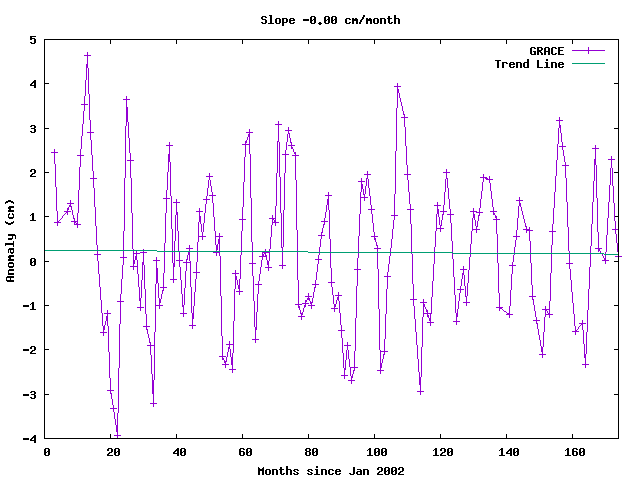 Slope -0.00 cm/month
GRACE
Trend Line
Anomaly (cm)
5
4
3
2
1
0
-1
-2
-3
-4
0 20 40 60 80 100 120 140 160
Months since Jan 2002